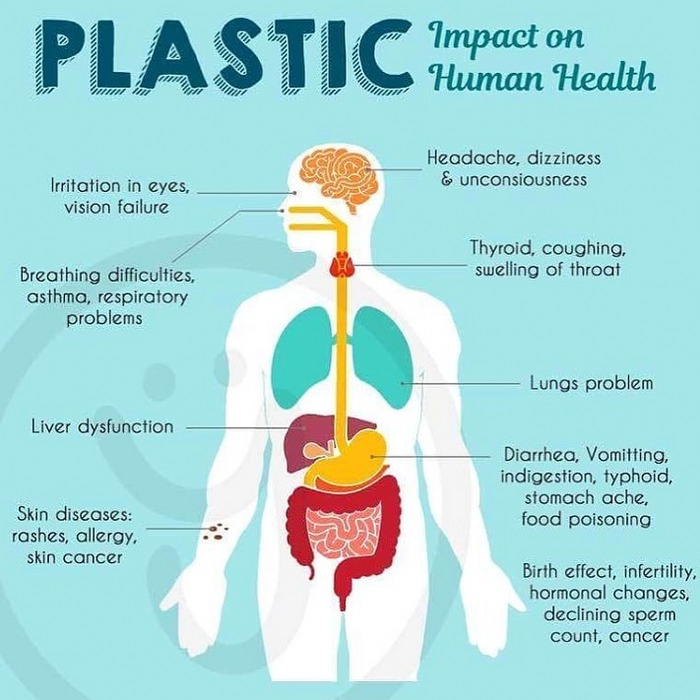 PLASTIC
Impact on
Human Health
Headache, dizziness
& unconsiousness
Irritation in eyes,
vision failure
Thyroid, coughing,
swelling of throat
Breathing difficulties,
asthma, respiratory
problems
Lungs problem
Liver dysfunction
Diarrhea, Vomitting,
indigestion, typhoid,
stomach ache,
food poisoning
Skin diseases:
rashes, allergy,
skin cancer
Birth effect, infertility,
hormonal changes,
declining sperm
count, cancer